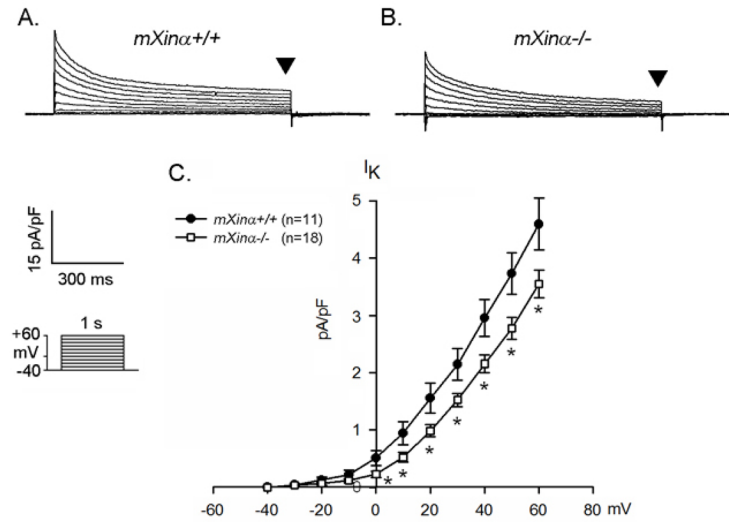 A.
mXinα+/+
B.
mXinα-/-
C.
IK
mXinα+/+ (n=11)
mXinα-/- (n=18)
15 pA/pF
300 ms
1 s
+60
mV
-40
pA/pF
5
4
3
2
1
0
* * * * * * *
-60 -40 -20 0 20 40 60 80 mV